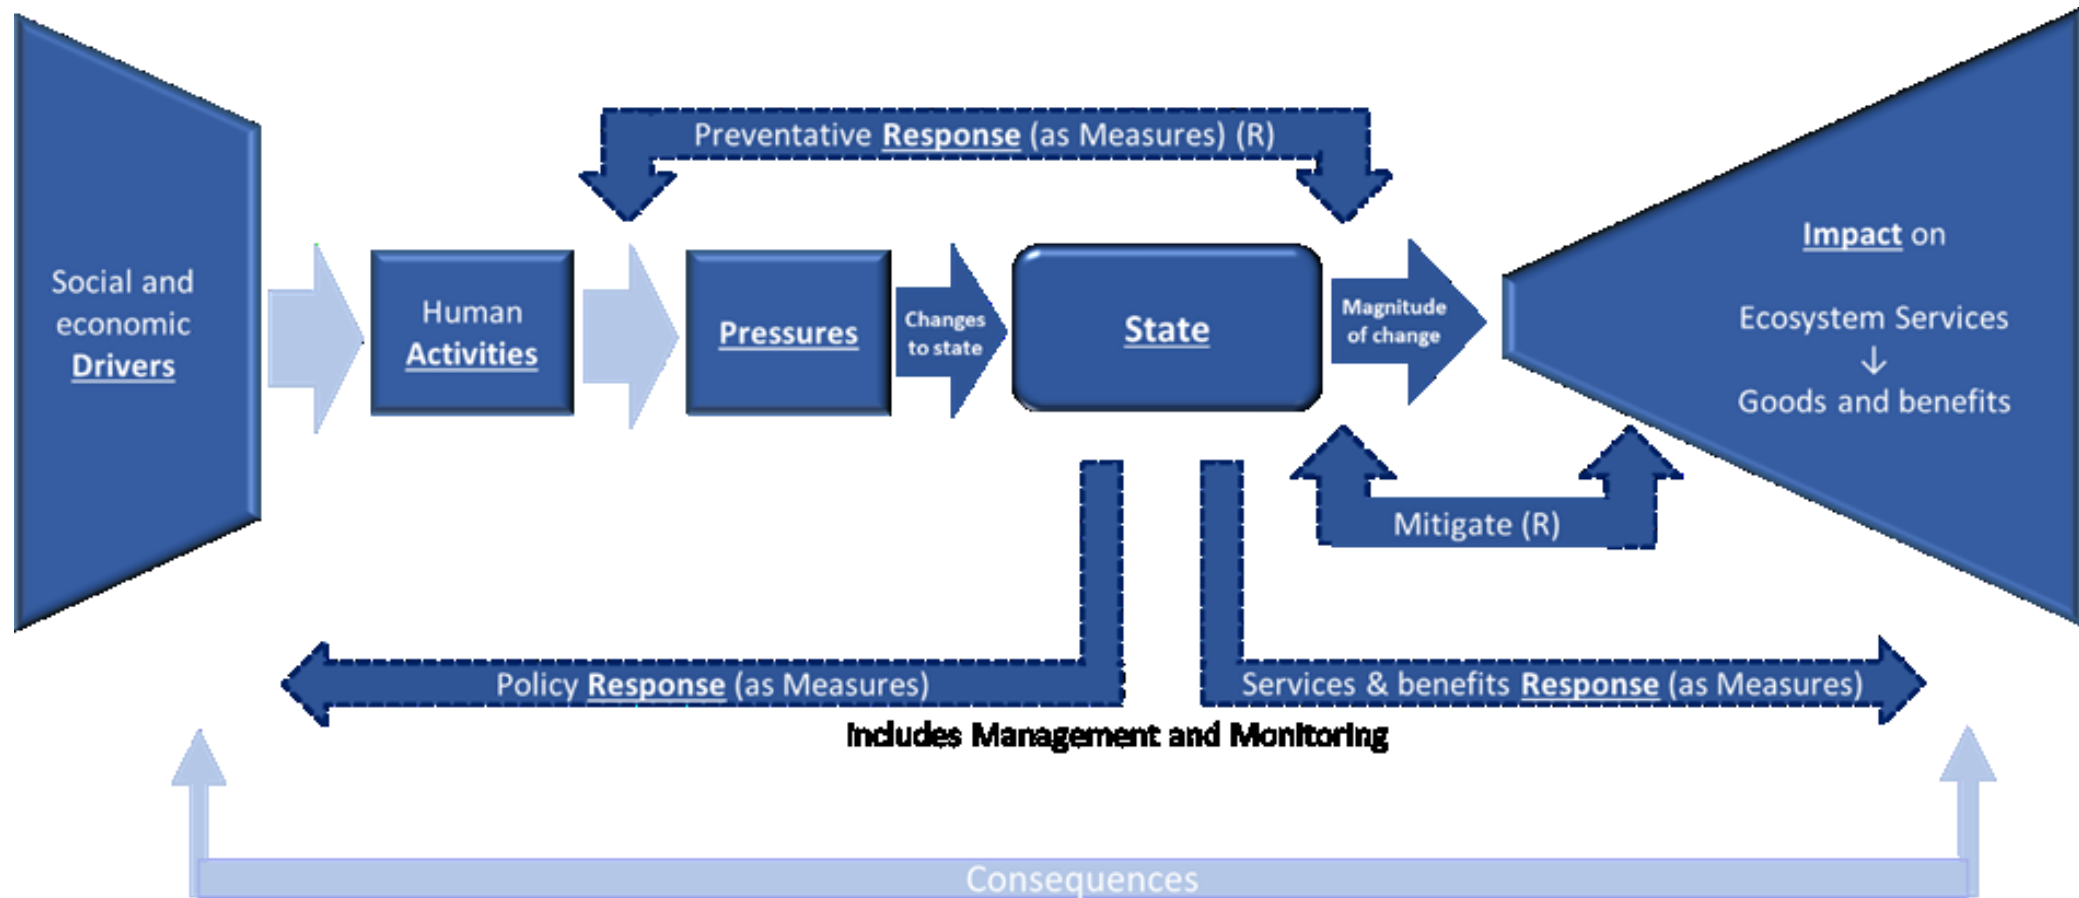 Preventative Response (as Measures) (R)
Social and
economic
Drivers
Human
Activities
Pressures
Changes
to state
State
Magnitude
of change
Impact on
Ecosystem Services
↓
Goods and benefits
Mitigate (R)
Policy Response (as Measures)
Services & benefits Response (as Measures)
Includes Management and Monitoring
Consequences